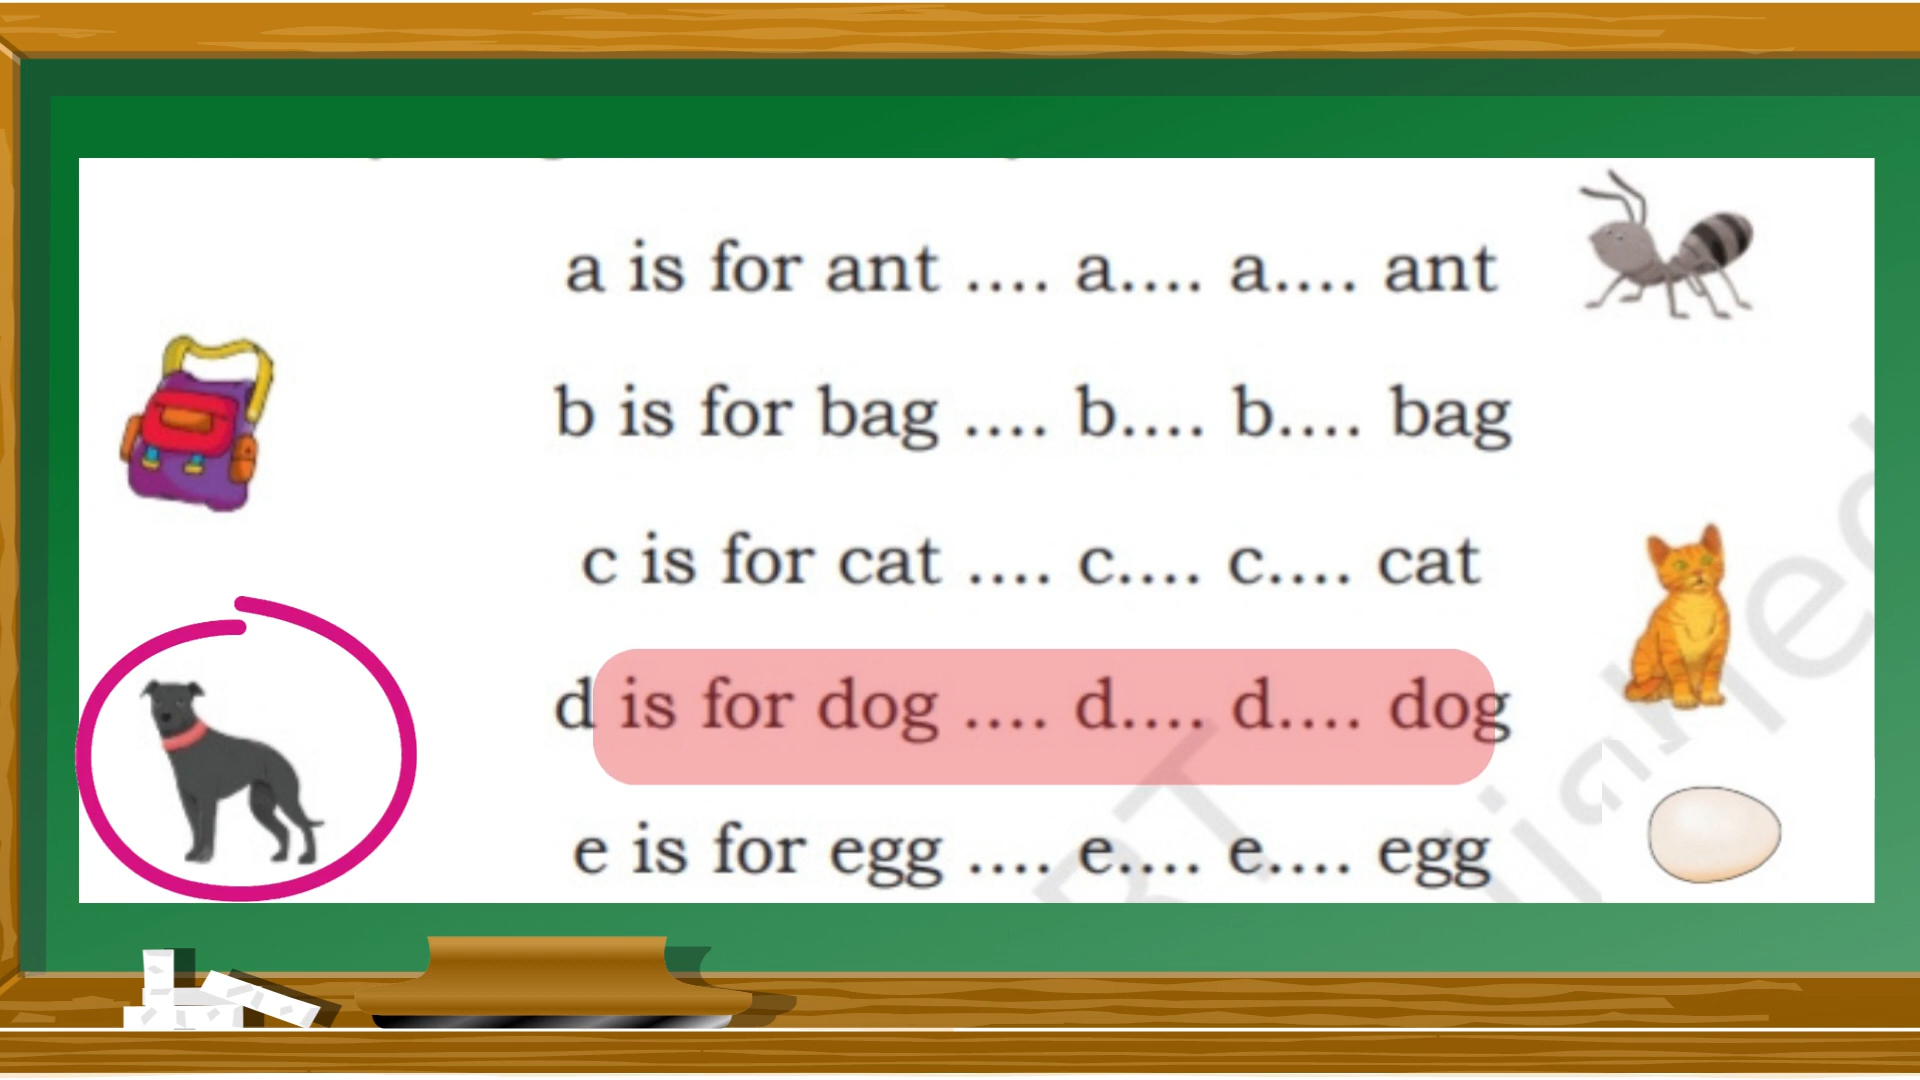 a is for ant .... a.... a.... ant
b is for bag .... b.... b.... bag
c is for cat .... c.... c.... cat
d is for dog .... d.... d.... dog
e is for egg .... e.... e.... egg